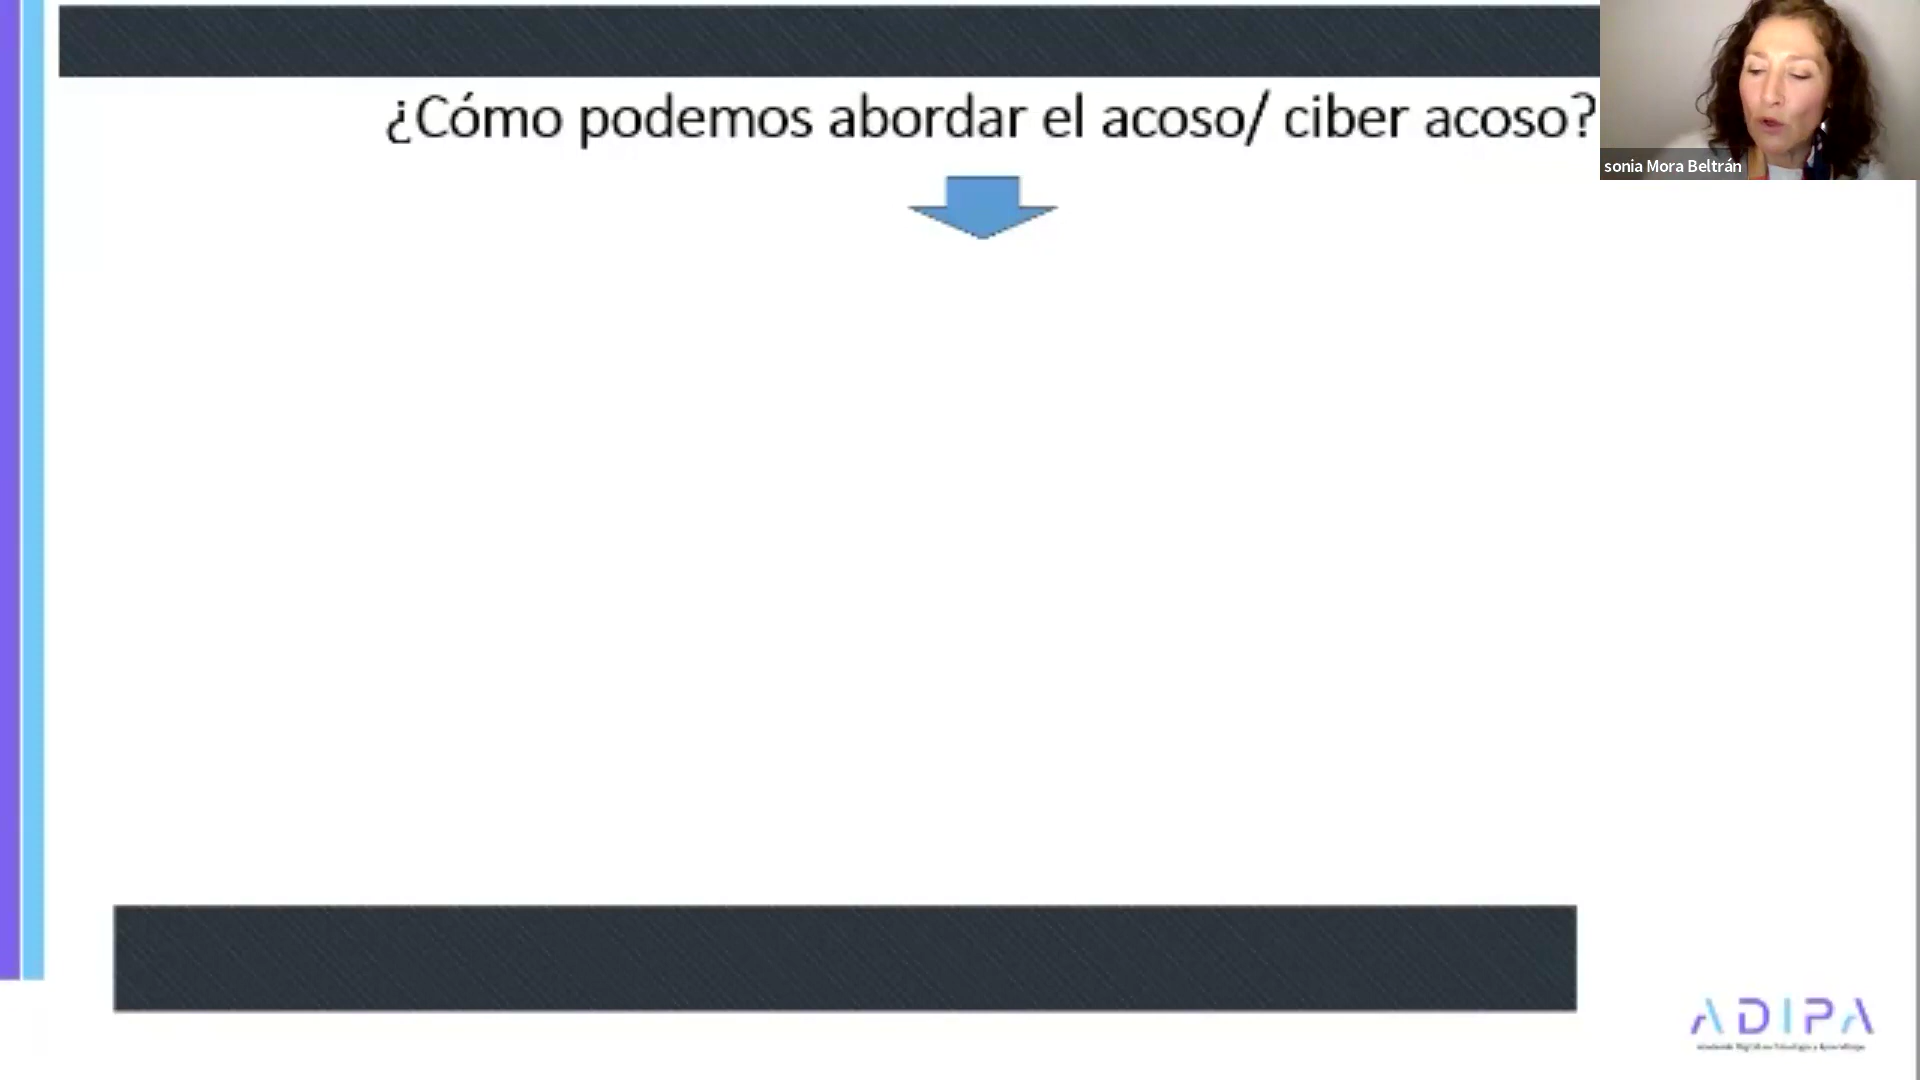 ¿Cómo podemos abordar el acoso/ ciber acoso?
sonia Mora Beltrán
ADIPA